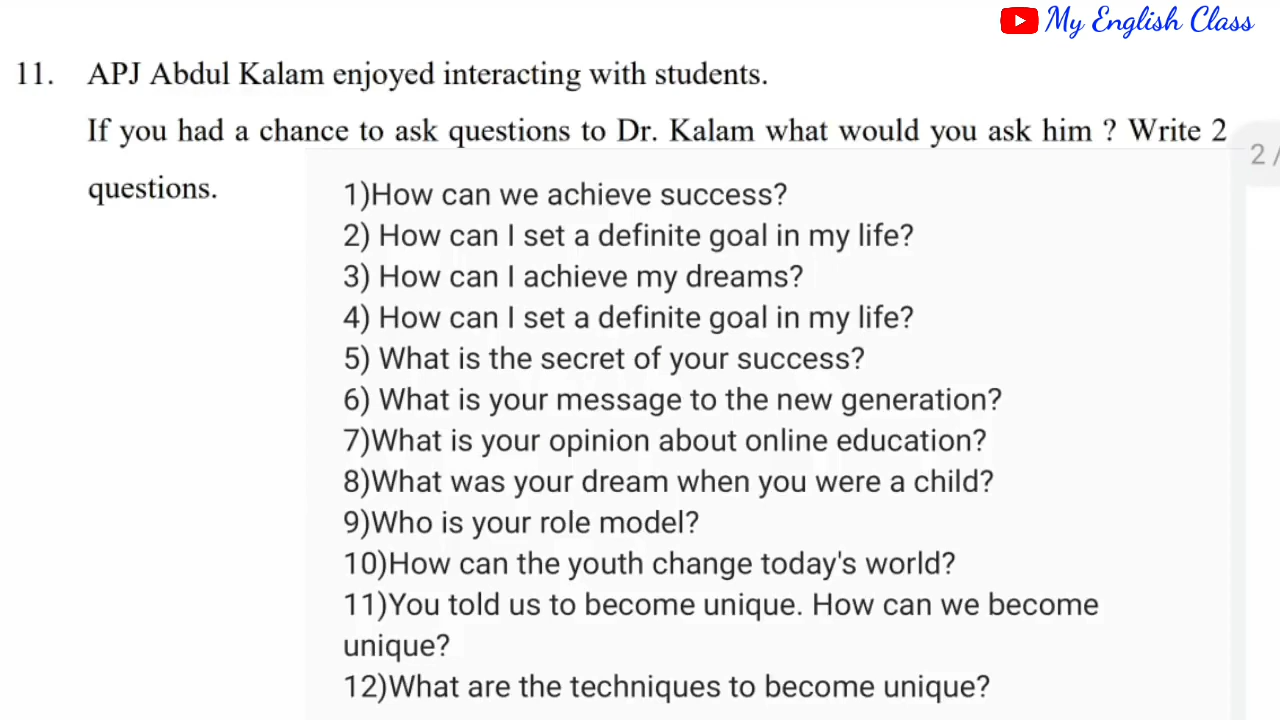 My English Class
11. APJ Abdul Kalam enjoyed interacting with students.
If you had a chance to ask questions to Dr. Kalam what would you ask him ? Write 2
questions.
2/
1)How can we achieve success?
2) How can I set a definite goal in my life?
3) How can I achieve my dreams?
4) How can I set a definite goal in my life?
5) What is the secret of your success?
6) What is your message to the new generation?
7)What is your opinion about online education?
8)What was your dream when you were a child?
9)Who is your role model?
10)How can the youth change today's world?
11)You told us to become unique. How can we become
unique?
12)What are the techniques to become unique?